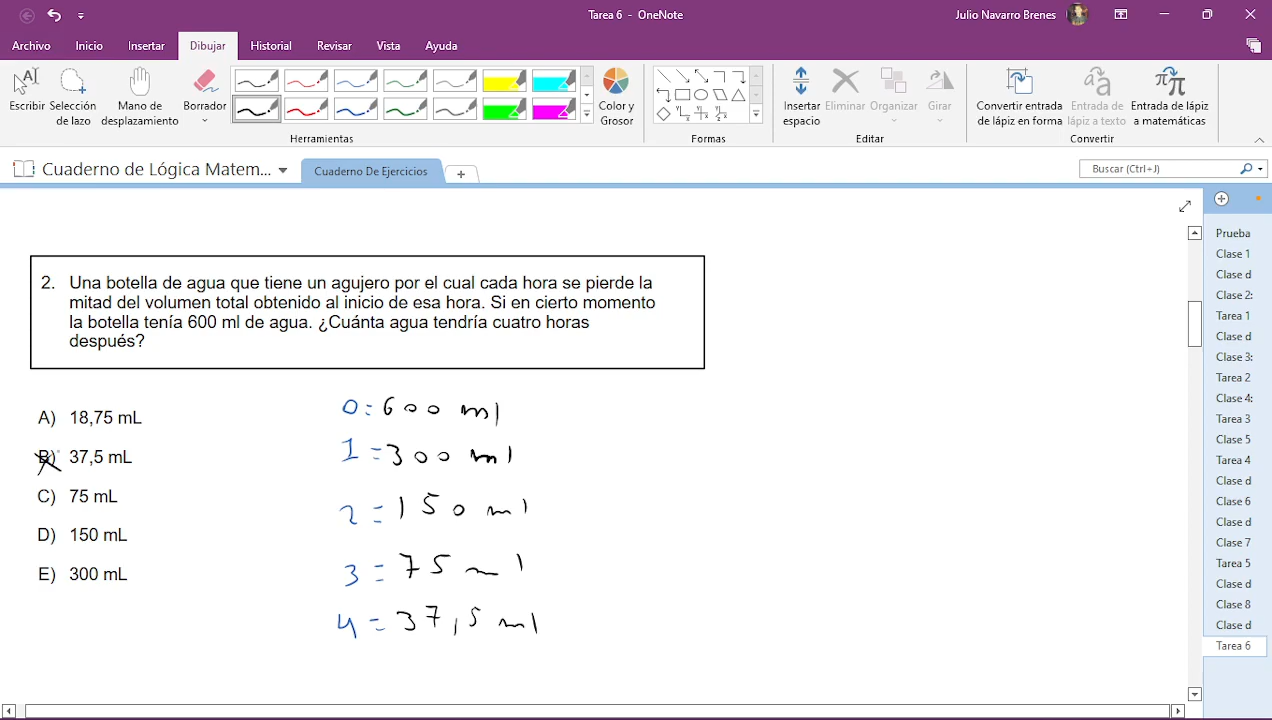 Tarea 6 - OneNote
Julio Navarro Brenes
Archivo Inicio Insertar Dibujar Historial Revisar Vista Ayuda
Escribir
Selección de lazo
Mano de desplazamiento
Borrador
Color y Grosor
Insertar espacio
Eliminar
Organizar
Girar
Convertir entrada de lápiz en forma
Entrada de lápiz a texto
Entrada de lápiz a matemáticas
Herramientas
Formas
Editar
Convertir
Cuaderno de Lógica Matem...
Cuaderno De Ejercicios
Buscar (Ctrl+J)
2. Una botella de agua que tiene un agujero por el cual cada hora se pierde la
mitad del volumen total obtenido al inicio de esa hora. Si en cierto momento
la botella tenía 600 ml de agua. ¿Cuánta agua tendría cuatro horas
después?
A) 18,75 mL
B) 37,5 mL
C) 75 mL
D) 150 mL
E) 300 mL
0 = 600 ml
1 = 300 ml
2 = 150 ml
3 = 75 ml
4 = 37,5 ml
Prueba
Clase 1
Clase d
Clase 2:
Tarea 1
Clase d
Clase 3:
Tarea 2
Clase 4:
Tarea 3
Clase 5
Tarea 4
Clase d
Clase 6
Clase d
Clase 7
Tarea 5
Clase d
Clase 8
Clase d
Tarea 6